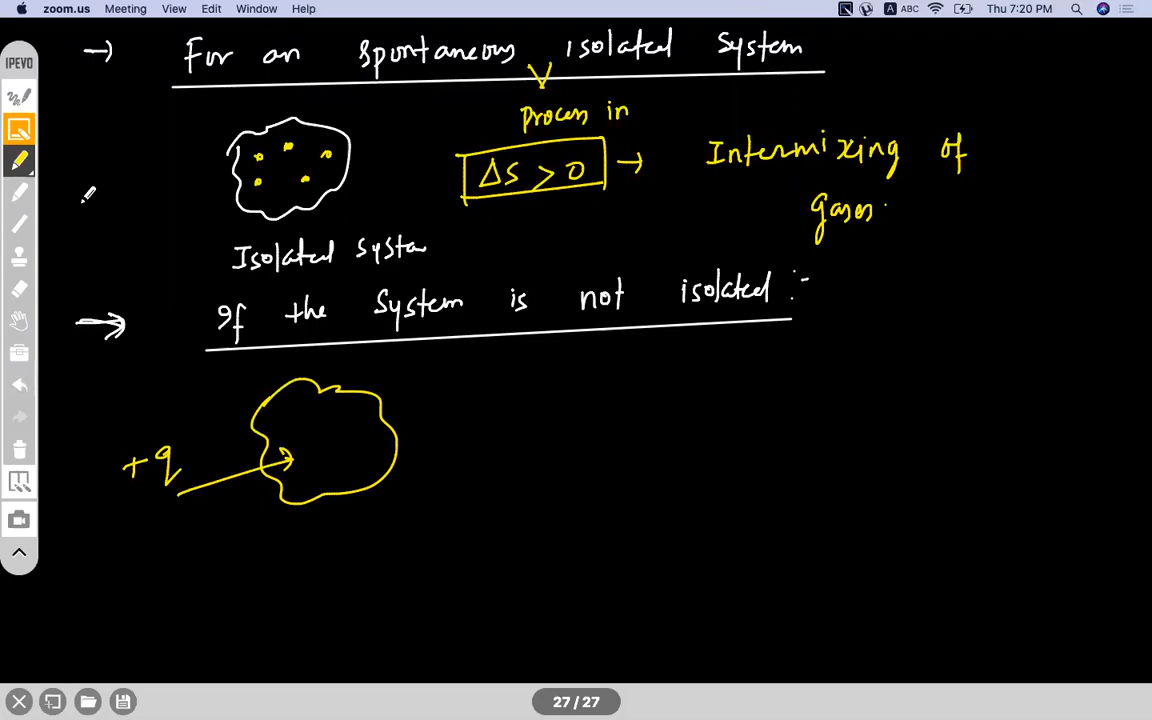 zoom.us Meeting View Edit Window Help A ABC Thu 7:20 PM
IPEVO
→ For an spontaneous isolated system
Process in
ΔS > 0 → Intermixing of
gases.
Isolated system
→ If the system is not isolated :-
+q
27 / 27